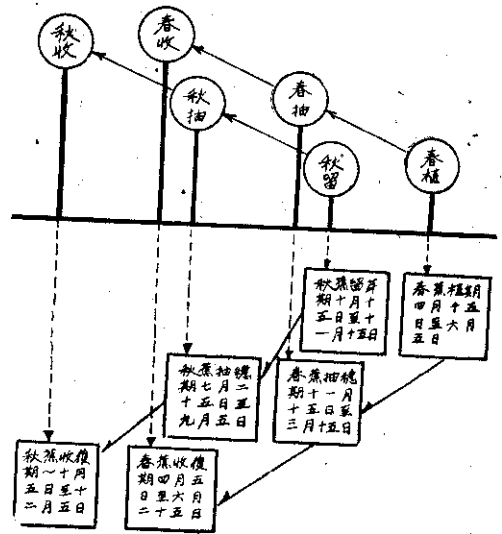 秋
收
春
收
秋
抽
春
抽
秋
留
春
植
秋蕉留芽
期十月十
五日至十
一月十五日
春蕉植期
四月十五
日至六月
五日
秋蕉抽穗
期七月二
十五日至
九月五日
春蕉抽穗
期十一月
十五日至
三月十五日
秋蕉收穫
期～十月
五日至十
二月五日
春蕉收穫
期四月五
日至六月
二十五日